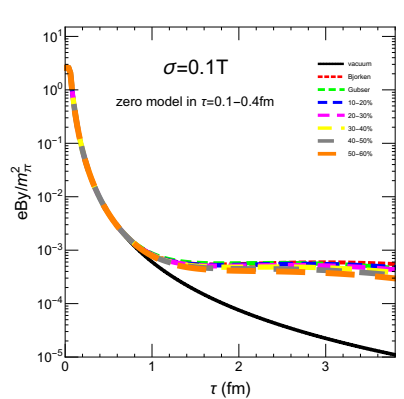 σ=0.1T
zero model in τ=0.1−0.4fm
vacuum
Bjorken
Gubser
10−20%
20−30%
30−40%
40−50%
50−60%
eBy/m²π
10¹
10⁰
10⁻¹
10⁻²
10⁻³
10⁻⁴
10⁻⁵
0 1 2 3
τ (fm)